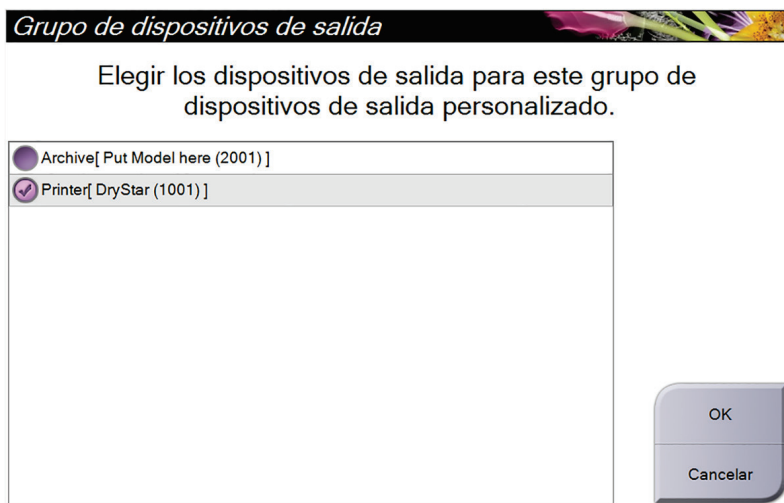 Grupo de dispositivos de salida
Elegir los dispositivos de salida para este grupo de
dispositivos de salida personalizado.
Archive[ Put Model here (2001) ]
Printer[ DryStar (1001) ]
OK
Cancelar